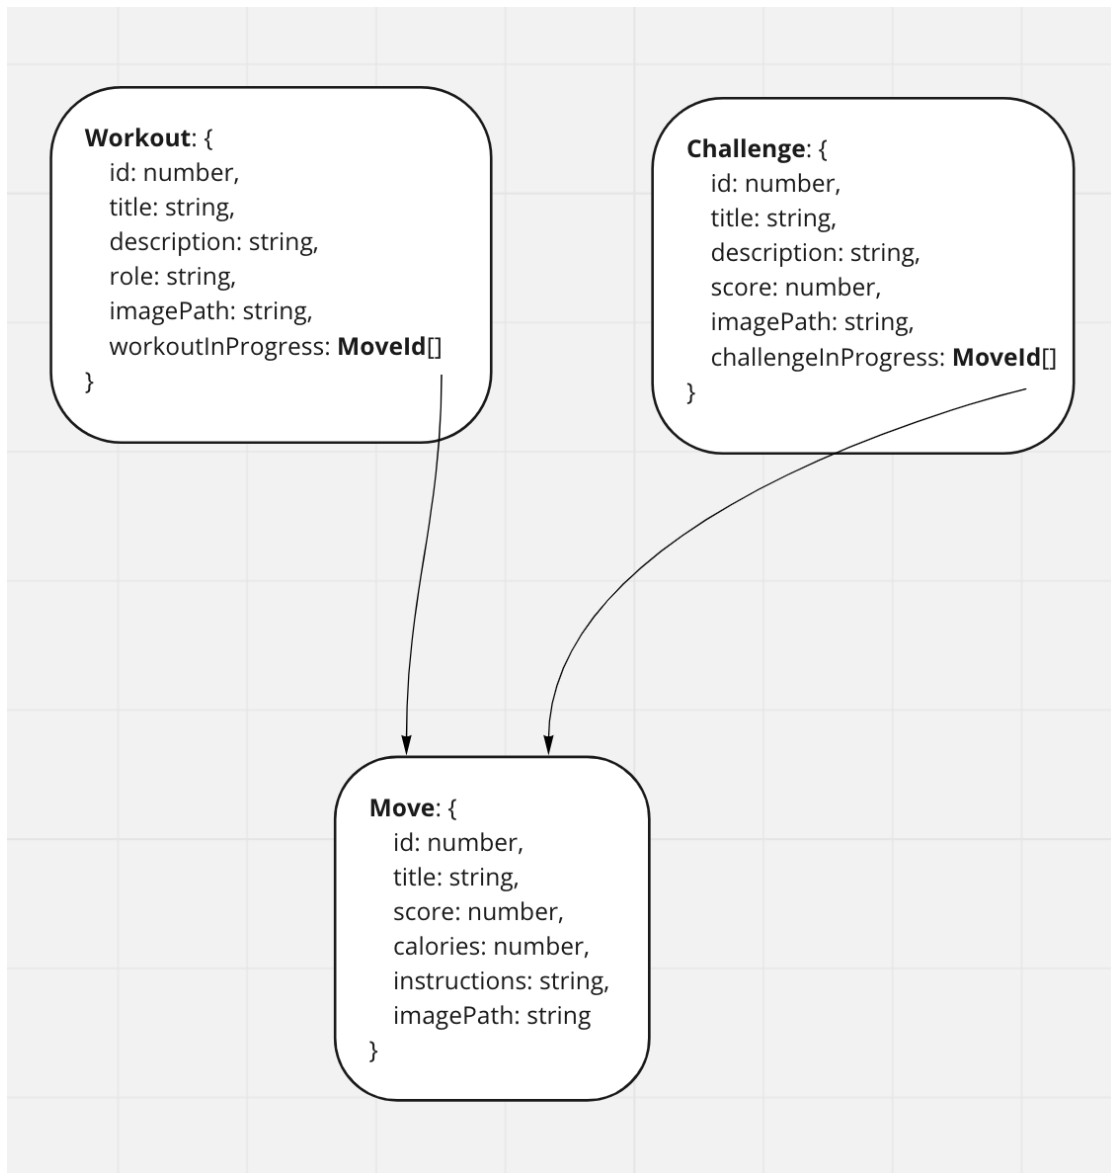 Workout: {
id: number,
title: string,
description: string,
role: string,
imagePath: string,
workoutInProgress: MoveId[]
}
Challenge: {
id: number,
title: string,
description: string,
score: number,
imagePath: string,
challengeInProgress: MoveId[]
}
Move: {
id: number,
title: string,
score: number,
calories: number,
instructions: string,
imagePath: string
}